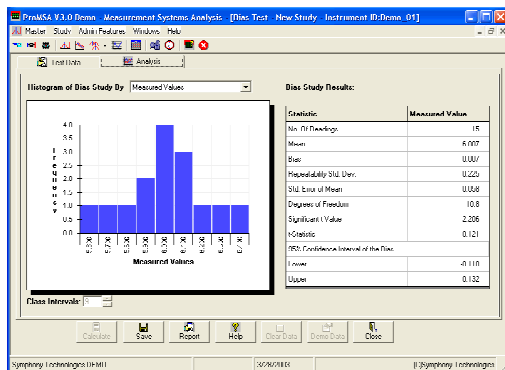 ProMSA V.3.0 Demo - Measurement Systems Analysis - [Bias Test - New Study - Instrument ID:Demo_01]
Master Study Admin Features Windows Help
Test Data Analysis
Histogram of Bias Study By Measured Values
Bias Study Results:
Statistic Measured Value
No. Of Readings 15
Mean 6.007
Bias 0.007
Repeatability Std. Dev. 0.225
Std. Error of Mean 0.058
Degrees of Freedom 10.8
Significant t Value 2.206
t-Statistic 0.121
95% Confidence Interval of the Bias
Lower -0.118
Upper 0.132
Frequency
4.0
3.5
3.0
2.5
2.0
1.5
1.0
0.5
0.0
Measured Values
Class Intervals: 9
Calculate Save Report Help Clear Data Demo Data Close
Symphony Technologies DEMO 3/28/2003 (C)Symphony Technologies